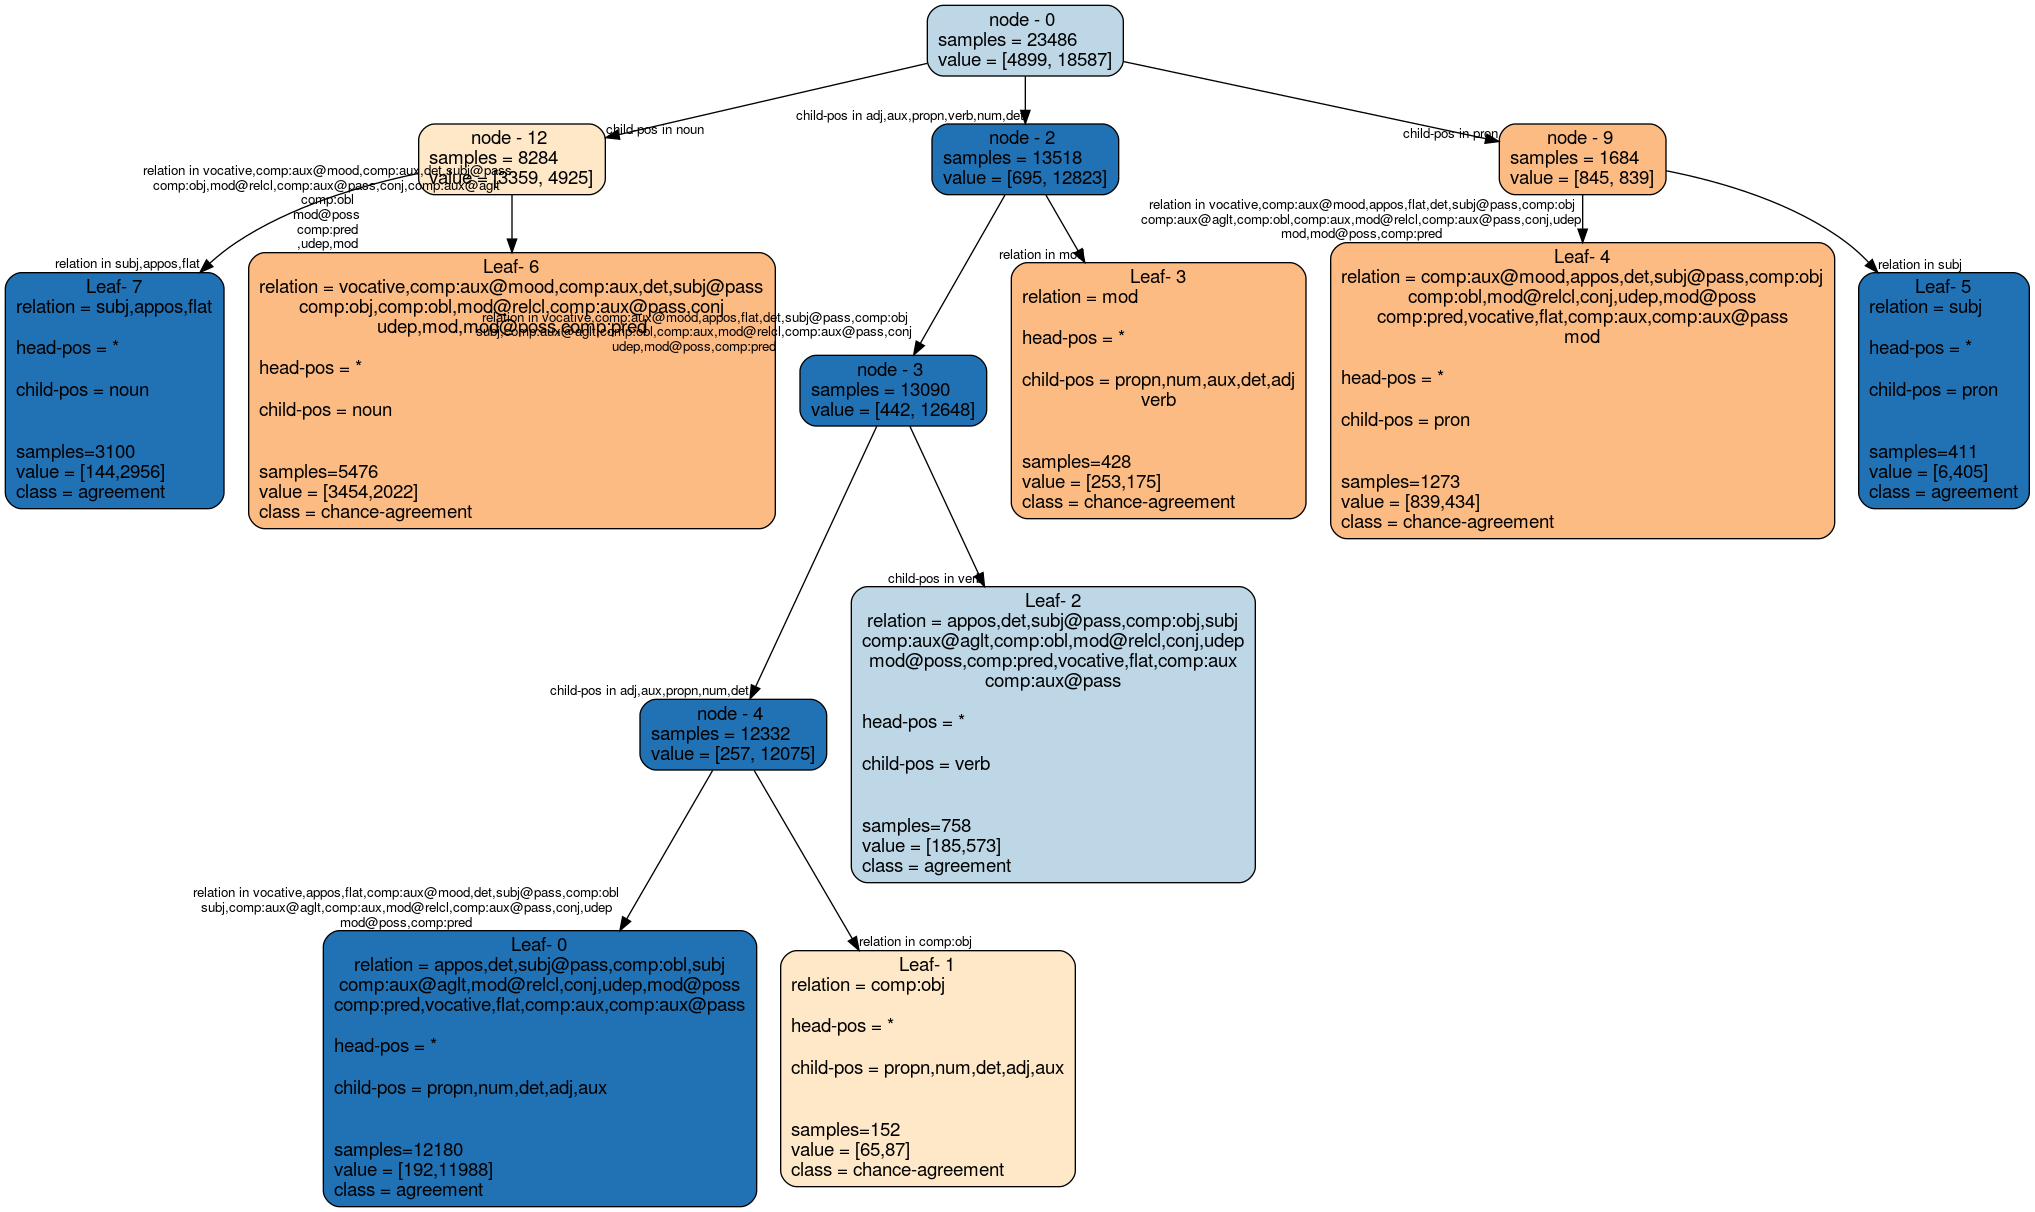 node - 0
samples = 23486
value = [4899, 18587]
child-pos in noun
child-pos in adj,aux,propn,verb,num,det
child-pos in pron
node - 12
samples = 8284
value = [3359, 4925]
node - 2
samples = 13518
value = [695, 12823]
node - 9
samples = 1684
value = [845, 839]
relation in vocative,comp:aux@mood,comp:aux,det,subj@pass
comp:obj,mod@relcl,comp:aux@pass,conj,comp:aux@aglt
comp:obl
mod@poss
comp:pred
,udep,mod
relation in subj,appos,flat
relation in mod
relation in vocative,comp:aux@mood,appos,flat,det,subj@pass,comp:obj
comp:aux@aglt,comp:obl,comp:aux,mod@relcl,comp:aux@pass,conj,udep
mod,mod@poss,comp:pred
relation in subj
Leaf- 7
relation = subj,appos,flat
head-pos = *
child-pos = noun
samples=3100
value = [144,2956]
class = agreement
Leaf- 6
relation = vocative,comp:aux@mood,comp:aux,det,subj@pass
comp:obj,comp:obl,mod@relcl,comp:aux@pass,conj
udep,mod,mod@poss,comp:pred
head-pos = *
child-pos = noun
samples=5476
value = [3454,2022]
class = chance-agreement
relation in vocative,comp:aux@mood,appos,flat,det,subj@pass,comp:obj
subj,comp:aux@aglt,comp:obl,comp:aux,mod@relcl,comp:aux@pass,conj
udep,mod@poss,comp:pred
Leaf- 3
relation = mod
head-pos = *
child-pos = propn,num,aux,det,adj
verb
samples=428
value = [253,175]
class = chance-agreement
Leaf- 4
relation = comp:aux@mood,appos,det,subj@pass,comp:obj
comp:obl,mod@relcl,conj,udep,mod@poss
comp:pred,vocative,flat,comp:aux,comp:aux@pass
mod
head-pos = *
child-pos = pron
samples=1273
value = [839,434]
class = chance-agreement
Leaf- 5
relation = subj
head-pos = *
child-pos = pron
samples=411
value = [6,405]
class = agreement
node - 3
samples = 13090
value = [442, 12648]
child-pos in adj,aux,propn,num,det
child-pos in verb
node - 4
samples = 12332
value = [257, 12075]
Leaf- 2
relation = appos,det,subj@pass,comp:obj,subj
comp:aux@aglt,comp:obl,mod@relcl,conj,udep
mod@poss,comp:pred,vocative,flat,comp:aux
comp:aux@pass
head-pos = *
child-pos = verb
samples=758
value = [185,573]
class = agreement
relation in vocative,appos,flat,comp:aux@mood,det,subj@pass,comp:obl
subj,comp:aux@aglt,comp:aux,mod@relcl,comp:aux@pass,conj,udep
mod@poss,comp:pred
relation in comp:obj
Leaf- 0
relation = appos,det,subj@pass,comp:obl,subj
comp:aux@aglt,mod@relcl,conj,udep,mod@poss
comp:pred,vocative,flat,comp:aux,comp:aux@pass
head-pos = *
child-pos = propn,num,det,adj,aux
samples=12180
value = [192,11988]
class = agreement
Leaf- 1
relation = comp:obj
head-pos = *
child-pos = propn,num,det,adj,aux
samples=152
value = [65,87]
class = chance-agreement